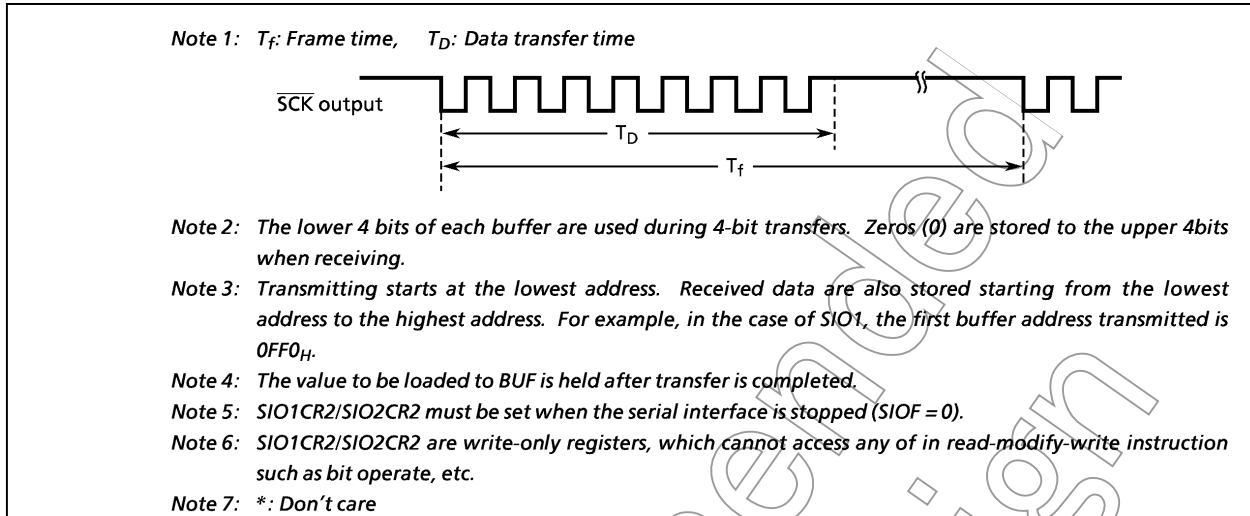 Note 1: Tf: Frame time, TD: Data transfer time
SCK output
TD
Tf
Note 2: The lower 4 bits of each buffer are used during 4-bit transfers. Zeros (0) are stored to the upper 4bits
when receiving.
Note 3: Transmitting starts at the lowest address. Received data are also stored starting from the lowest
address to the highest address. For example, in the case of SIO1, the first buffer address transmitted is
0FF0H.
Note 4: The value to be loaded to BUF is held after transfer is completed.
Note 5: SIO1CR2/SIO2CR2 must be set when the serial interface is stopped (SIOF = 0).
Note 6: SIO1CR2/SIO2CR2 are write-only registers, which cannot access any of in read-modify-write instruction
such as bit operate, etc.
Note 7: *: Don't care